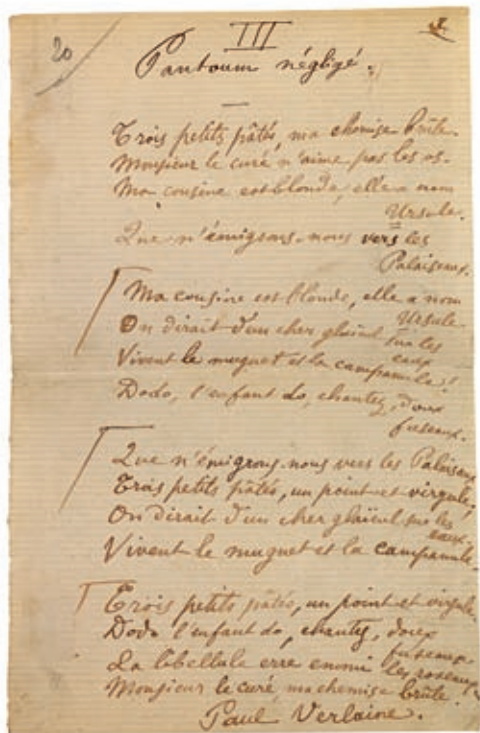 20
III
Pantoum négligé.
Trois petits pâtés, ma chemise brûle.
Monsieur le curé n'aime pas les os.
Ma cousine est blonde, elle a nom
Ursule.
Que n'émigrons-nous vers les
Palaiseaux.
Ma cousine est blonde, elle a nom
Ursule.
On dirait d'un cher glaïeul sur les
eaux.
Vivent le muguet et la campanule!
Dodo, l'enfant do, chantez, doux
fuseaux.
Que n'émigrons-nous vers les Palaiseaux
Trois petits pâtés, un point et virgule;
On dirait d'un cher glaïeul sur les
eaux.
Vivent le muguet et la campanule.
Trois petits pâtés, un point et virgule
Dodo l'enfant do, chantez, doux
fuseaux.
La libellule erre emmi les roseaux.
Monsieur le curé, ma chemise brûle.
Paul Verlaine.